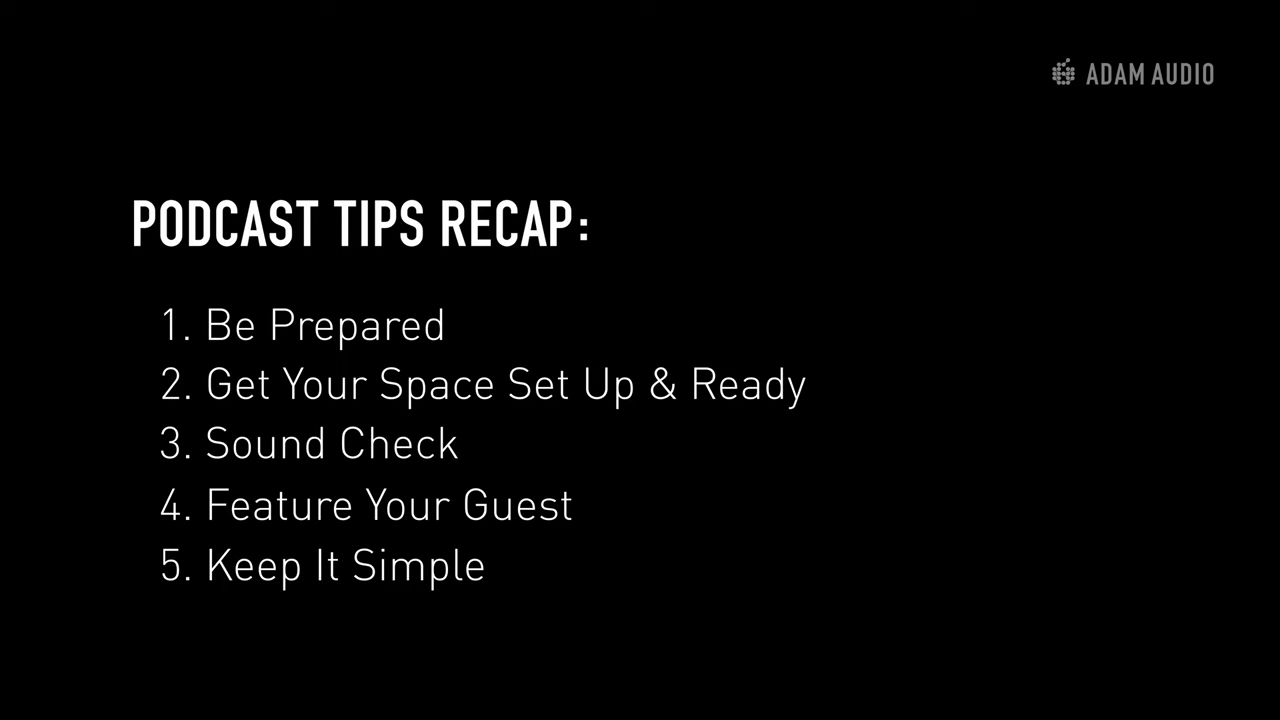 ADAM AUDIO
PODCAST TIPS RECAP:
1. Be Prepared
2. Get Your Space Set Up & Ready
3. Sound Check
4. Feature Your Guest
5. Keep It Simple